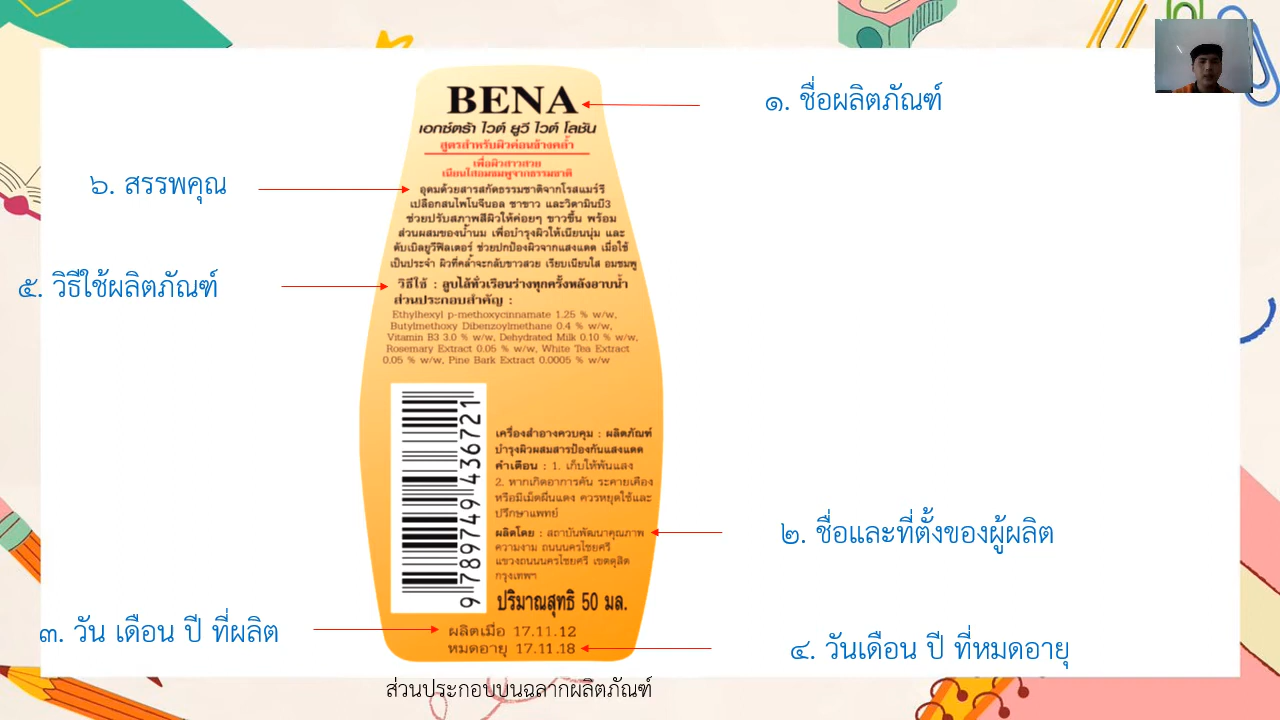 BENA
เอกซ์ตร้า ไวต์ ยูวี ไวต์ โลชัน
สูตรสำหรับผิวค่อนข้างคล้ำ
เพื่อผิวสาวสวย
เนียนใสอมชมพูจากธรรมชาติ
อุดมด้วยสารสกัดธรรมชาติจากโรสแมร์รี
เปลือกสนไพโนจีนอล ชาขาว และวิตามินบี3
ช่วยปรับสภาพสีผิวให้ค่อยๆ ขาวขึ้น พร้อม
ส่วนผสมของน้ำนม เพื่อบำรุงผิวให้เนียนนุ่ม และ
ดับเบิลยูวีฟิลเตอร์ ช่วยปกป้องผิวจากแสงแดด เมื่อใช้
เป็นประจำ ผิวที่คล้ำจะกลับขาวสวย เรียบเนียนใส อมชมพู
วิธีใช้ : ลูบไล้ทั่วเรือนร่างทุกครั้งหลังอาบน้ำ
ส่วนประกอบสำคัญ :
Ethylhexyl p-methoxycinnamate 1.25 % w/w,
Butylmethoxy Dibenzoylmethane 0.4 % w/w,
Vitamin B3 3.0 % w/w, Dehydrated Milk 0.10 % w/w,
Rosemary Extract 0.05 % w/w, White Tea Extract
0.05 % w/w, Pine Bark Extract 0.0005 % w/w
9 789749 436721
เครื่องสำอางควบคุม : ผลิตภัณฑ์
บำรุงผิวผสมสารป้องกันแสงแดด
คำเตือน : 1. เก็บให้พ้นแสง
2. หากเกิดอาการคัน ระคายเคือง
หรือมีเม็ดผื่นแดง ควรหยุดใช้และ
ปรึกษาแพทย์
ผลิตโดย : สถาบันพัฒนาคุณภาพ
ความงาม ถนนนครไชยศรี
แขวงถนนนครไชยศรี เขตดุสิต
กรุงเทพฯ
ปริมาณสุทธิ 50 มล.
ผลิตเมื่อ 17.11.12
หมดอายุ 17.11.18
๑. ชื่อผลิตภัณฑ์
๒. ชื่อและที่ตั้งของผู้ผลิต
๓. วัน เดือน ปี ที่ผลิต
๔. วันเดือน ปี ที่หมดอายุ
๕. วิธีใช้ผลิตภัณฑ์
๖. สรรพคุณ
ส่วนประกอบบนฉลากผลิตภัณฑ์